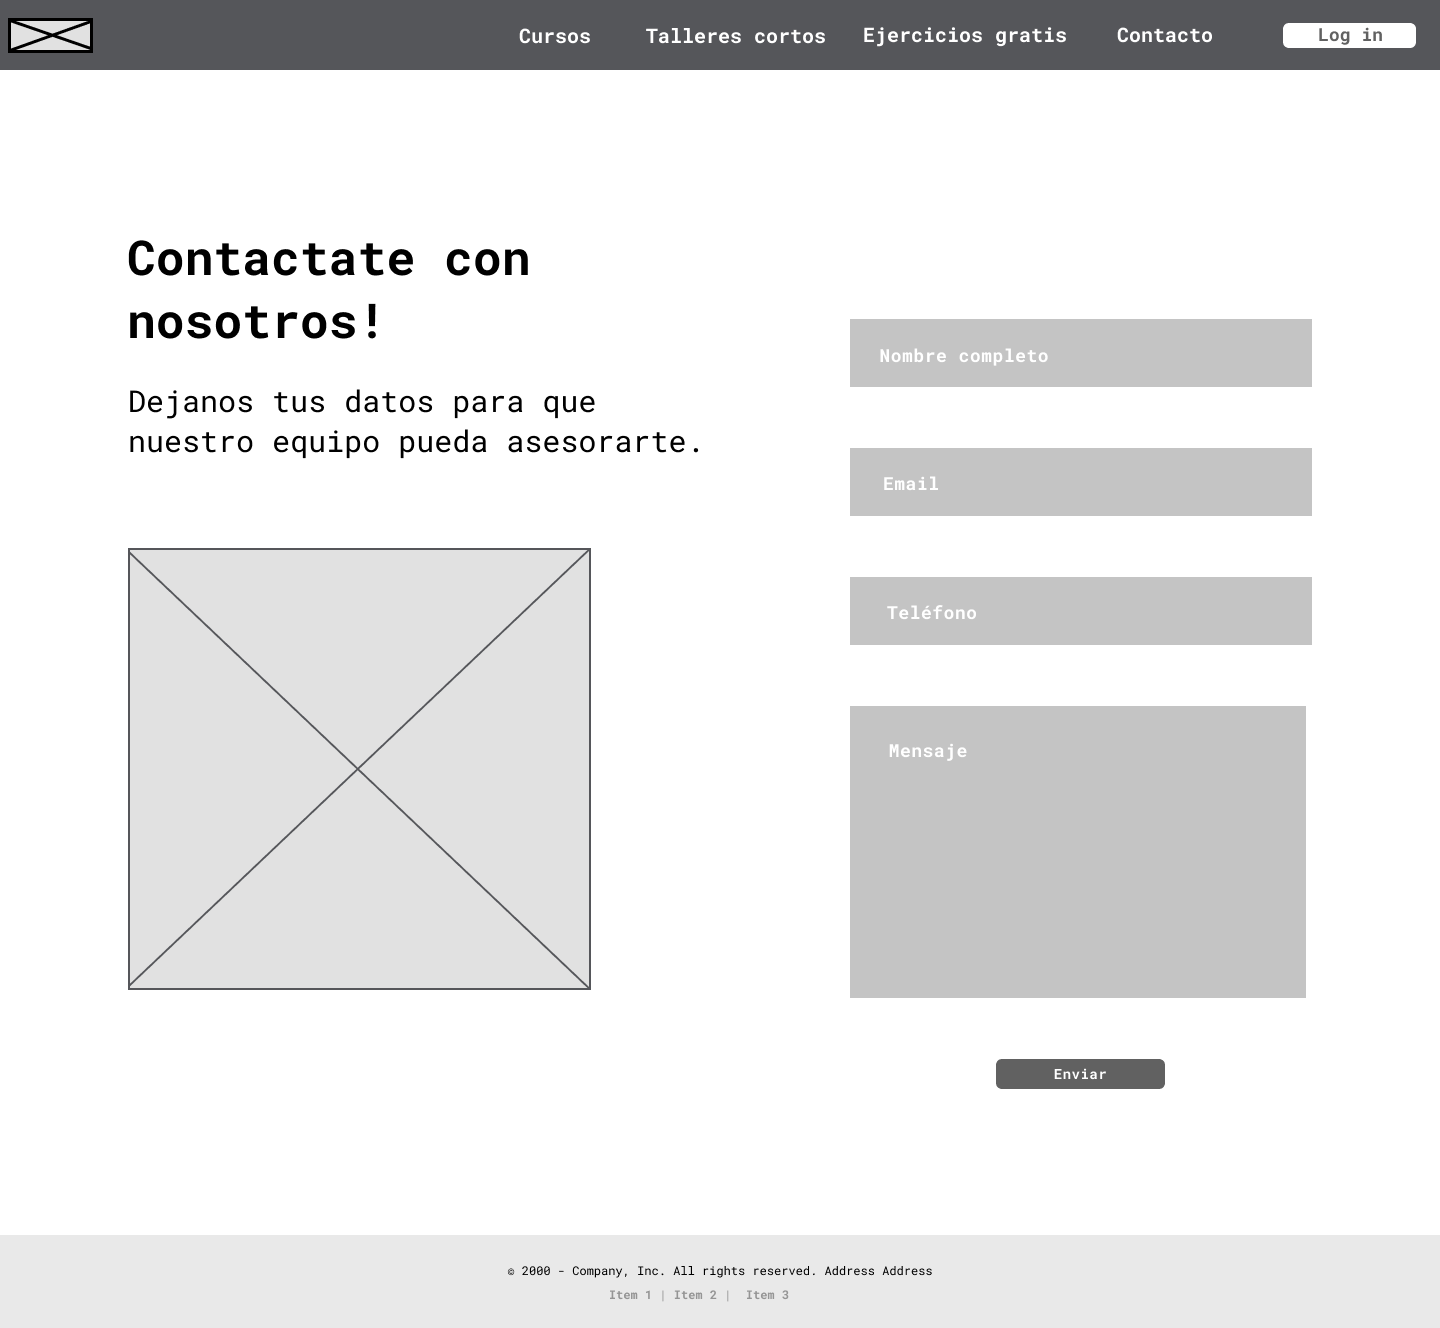 Cursos Talleres cortos Ejercicios gratis Contacto Log in
Contactate con
nosotros!
Dejanos tus datos para que
nuestro equipo pueda asesorarte.
Nombre completo
Email
Teléfono
Mensaje
Enviar
© 2000 - Company, Inc. All rights reserved. Address Address
Item 1 | Item 2 | Item 3